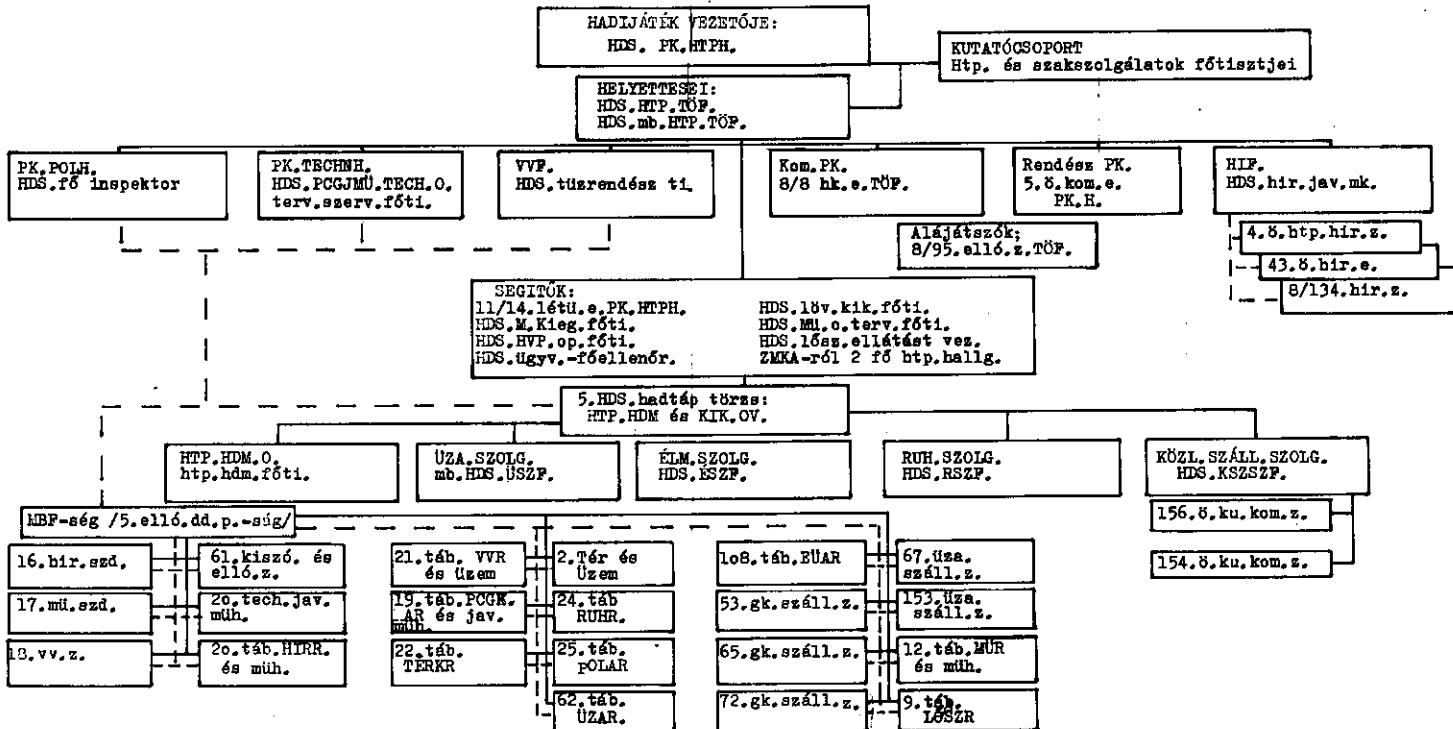 HADIJÁTÉK VEZETŐJE:
HDS. PK.HTPH.
KUTATÓCSOPORT
Htp. és szakszolgálatok főtisztjei
HELYETTESEI:
HDS.HTP.TÖF.
HDS.mb.HTP.TÖF.
PK.POLH.
HDS.fő inspektor
PK.TECHNH.
HDS.PCGJMŰ.TECH.O.
terv.szerv.főti.
VVF.
HDS.tüzrendész ti.
Kom.PK.
8/8 hk.e.TÖF.
Rendész PK.
5.ö.kom.e.
PK.H.
HIF.
HDS.hir.jav.mk.
Alájátszók;
8/95.elló.z.TÖF.
4.ö.htp.hir.z.
43.ö.hir.e.
8/134.hir.z.
SEGITŐK:
11/14.létü.e.PK.HTPH.
HDS.M.Kieg.főti.
HDS.HVP.op.főti.
HDS.ügyv.-főellenőr.
HDS.löv.kik.főti.
HDS.Mü.o.terv.főti.
HDS.lősz.ellátást vez.
ZMKA-ról 2 fő htp.hallg.
5.HDS.hadtáp törzs:
HTP.HDM és KIK.OV.
HTP.HDM.O.
htp.hdm.főti.
ÜZA.SZOLG.
mb.HDS.ÜSZF.
ÉLM.SZOLG.
HDS.ÉSZF.
RUH.SZOLG.
HDS.RSZF.
KÖZL.SZÁLL.SZOLG.
HDS.KSZSZF.
156.ö.ku.kom.z.
154.ö.ku.kom.z.
MBF-ség /5.elló.dd.p.-ság/
16.hir.szd.
61.kiszó. és
elló.z.
17.mü.szd.
2o.tech.jav.
müh.
18.vv.z.
2o.táb.HIRR.
és müh.
21.táb. VVR
és üzem
2.Tér és
Üzem
19.táb.PCGK.
AR és jav.
müh.
24.táb
RUHR.
22.táb.
TÉRKR
25.táb.
POLAR
62.táb.
ÜZAR.
1o8.táb.EÜAR
67.üza.
száll.z.
53.gk.száll.z.
153.üza.
száll.z.
65.gk.száll.z.
12.táb.MÜR
és müh.
72.gk.száll.z.
9.táb.
LŐSZR